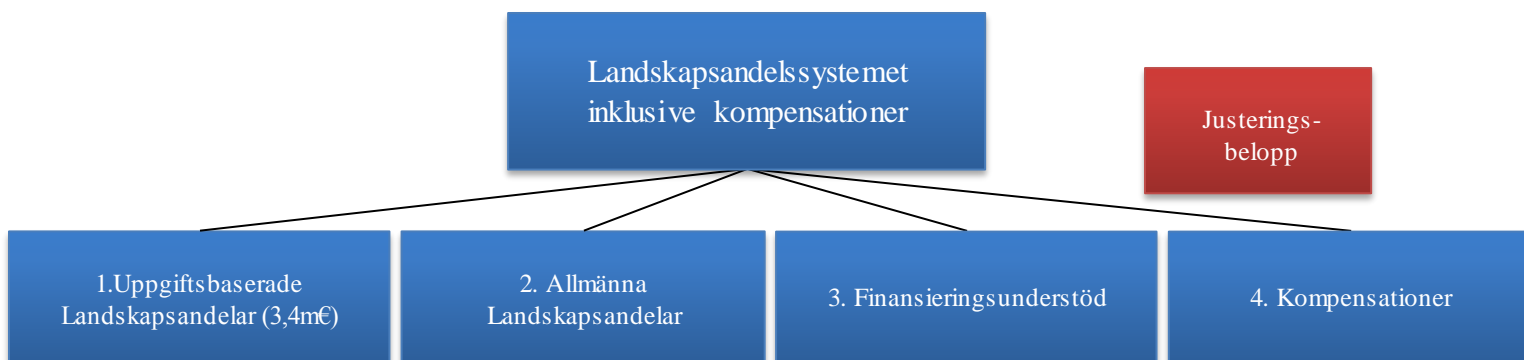 Landskapsandelssystemet
inklusive kompensationer
Justerings-
belopp
1.Uppgiftsbaserade
Landskapsandelar (3,4m€)
2. Allmänna
Landskapsandelar
3. Finansieringsunderstöd
4. Kompensationer